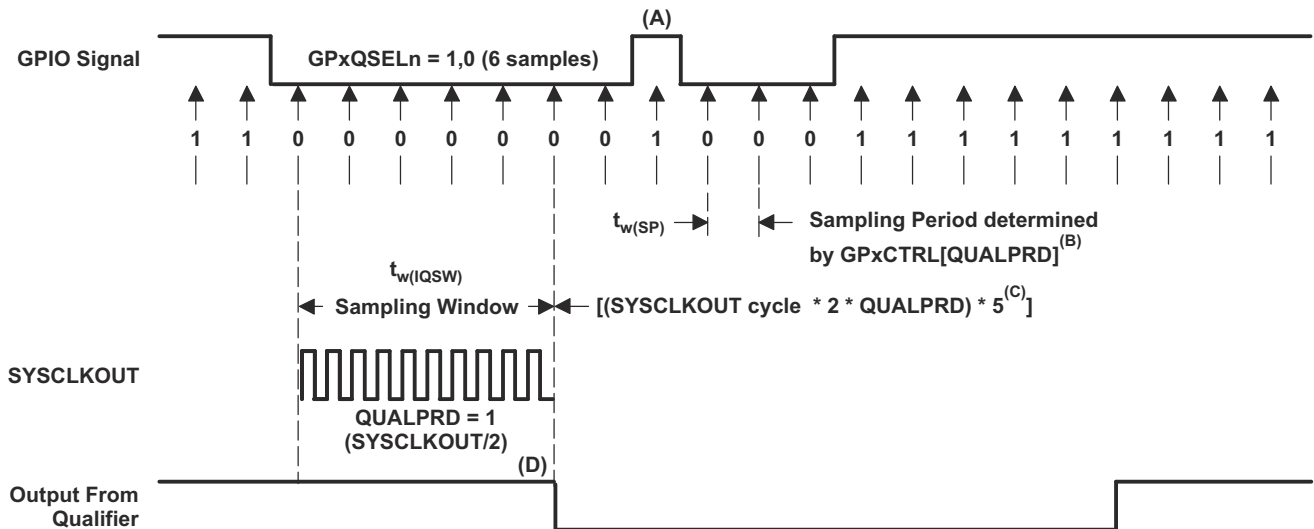 (A)
GPIO Signal
GPxQSELn = 1,0 (6 samples)
1 1 0 0 0 0 0 0 0 1 0 0 0 1 1 1 1 1 1 1 1 1
tw(SP)
Sampling Period determined
by GPxCTRL[QUALPRD](B)
tw(IQSW)
Sampling Window
[(SYSCLKOUT cycle * 2 * QUALPRD) * 5(C)]
SYSCLKOUT
QUALPRD = 1
(SYSCLKOUT/2)
(D)
Output From
Qualifier